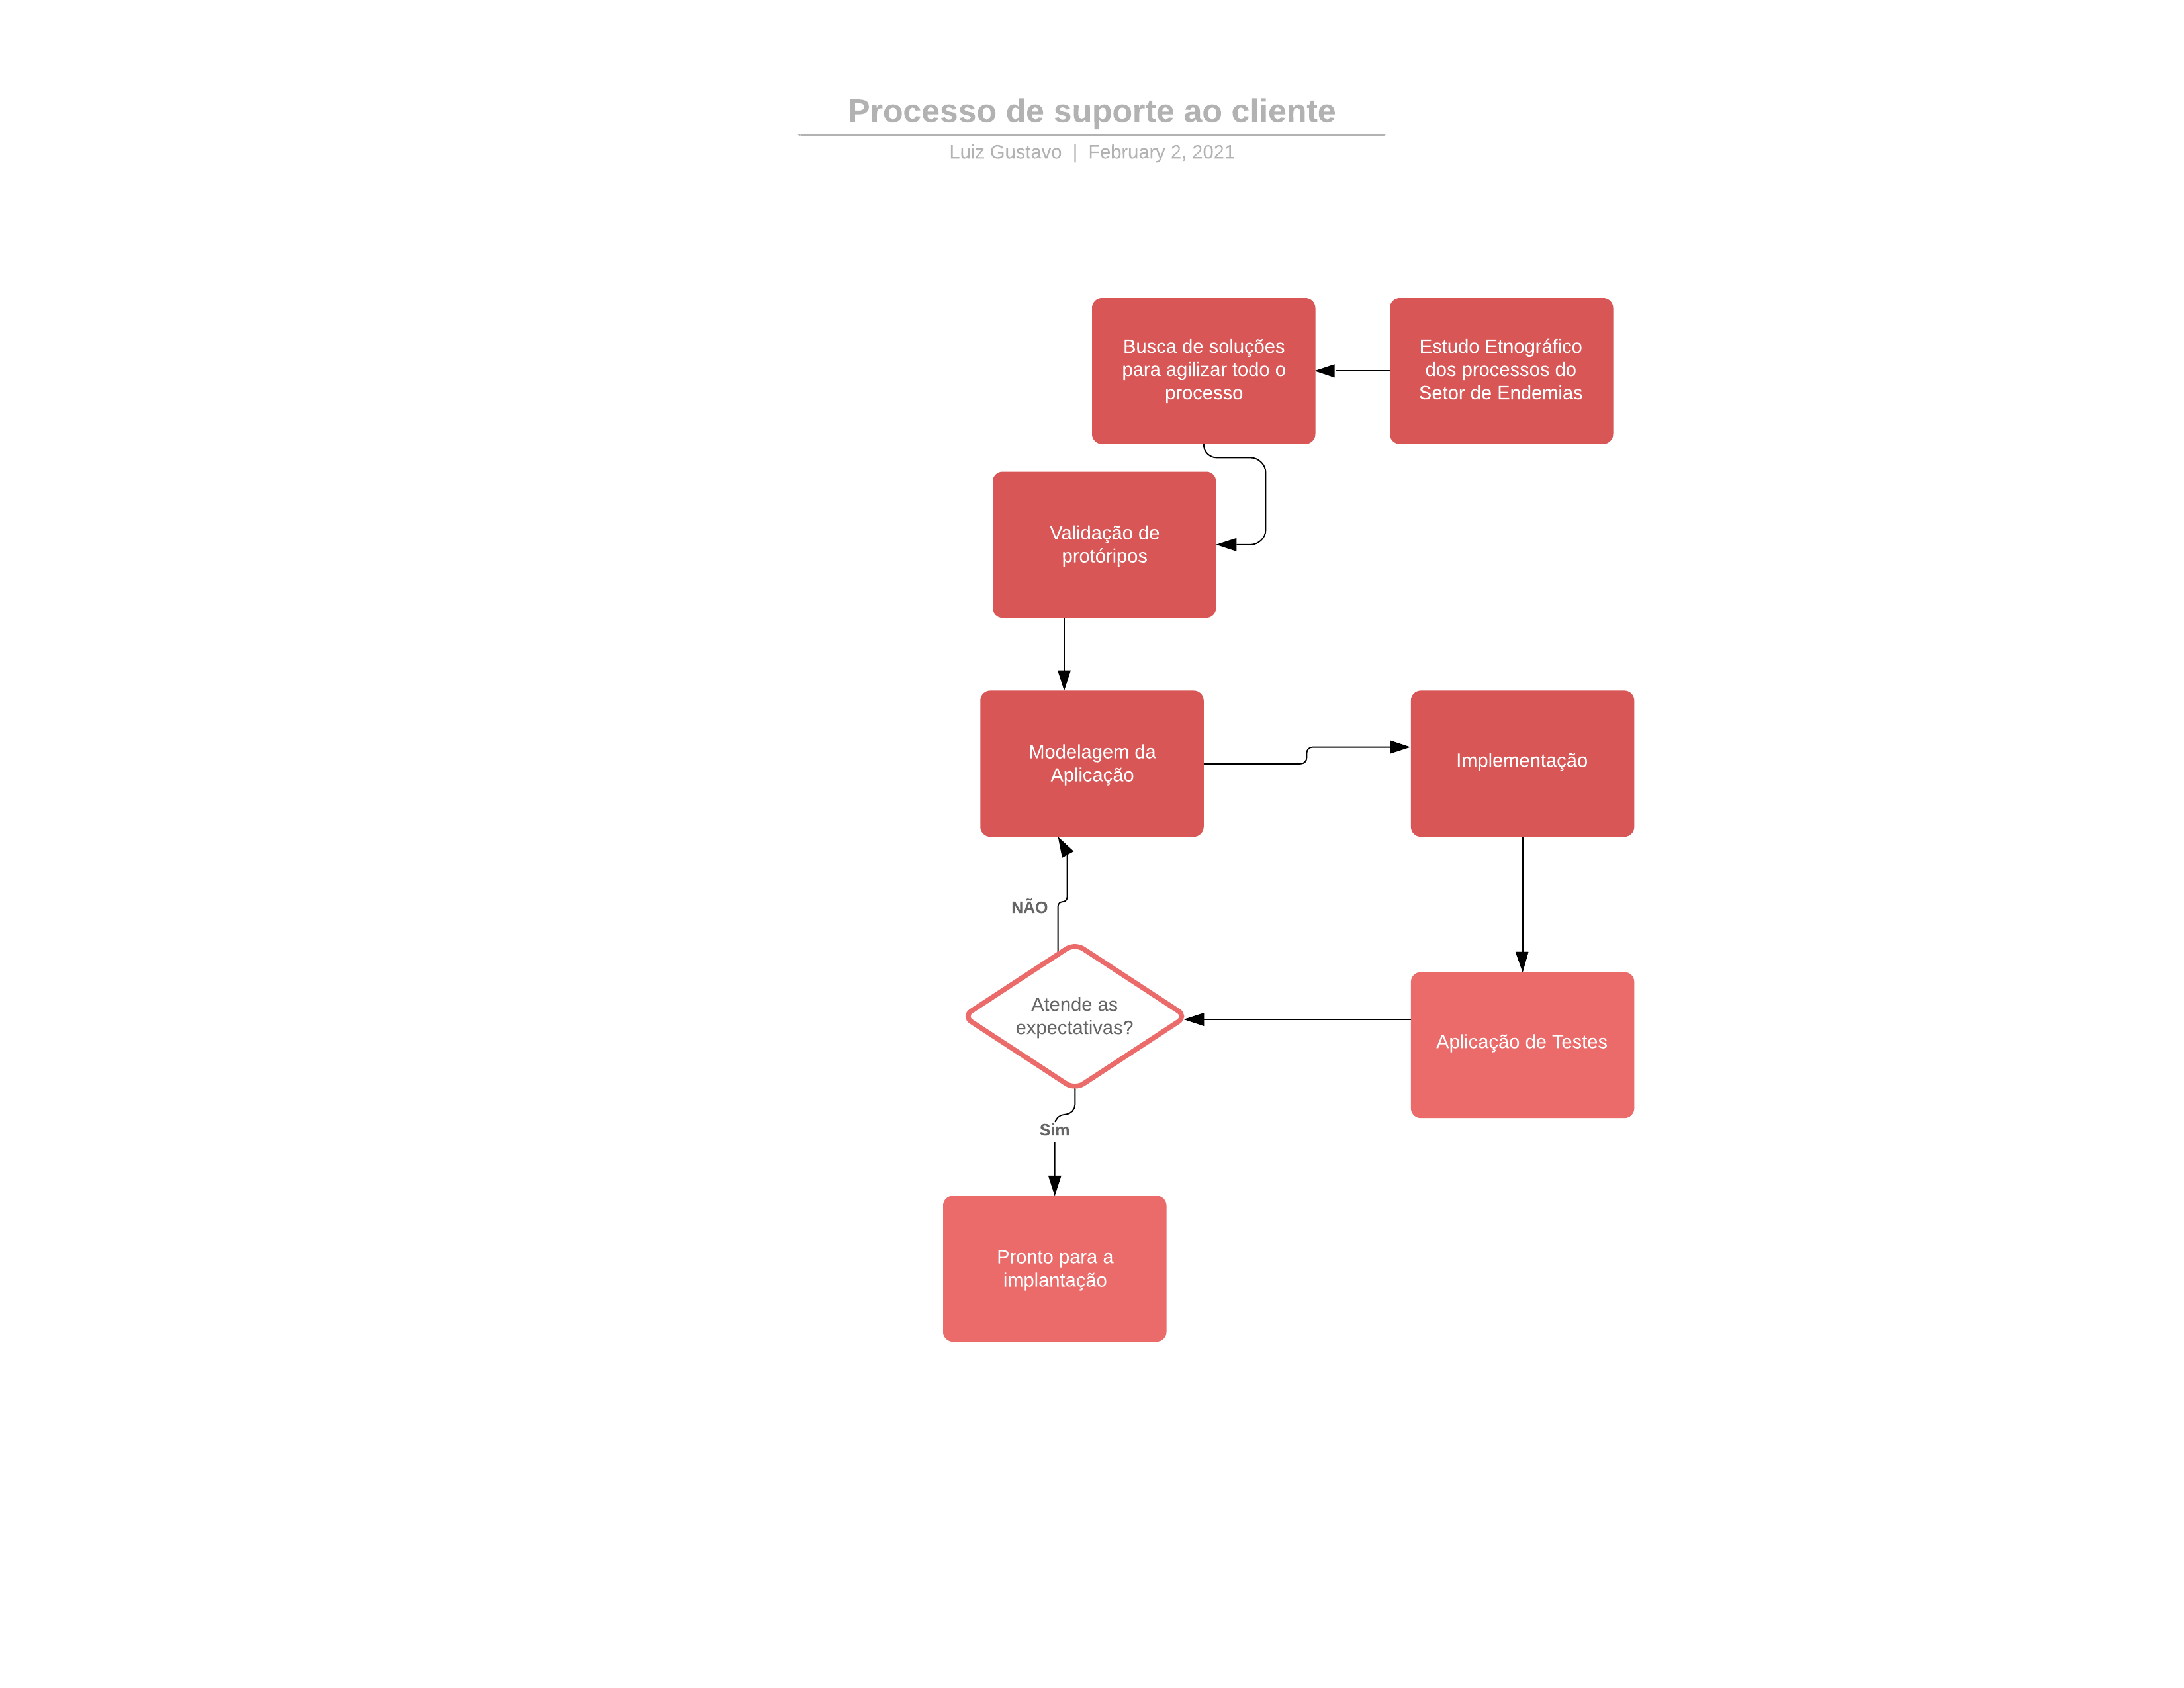 Processo de suporte ao cliente
Luiz Gustavo | February 2, 2021
Busca de soluções
para agilizar todo o
processo
Estudo Etnográfico
dos processos do
Setor de Endemias
Validação de
protóripos
Modelagem da
Aplicação
Implementação
NÃO
Atende as
expectativas?
Aplicação de Testes
Sim
Pronto para a
implantação